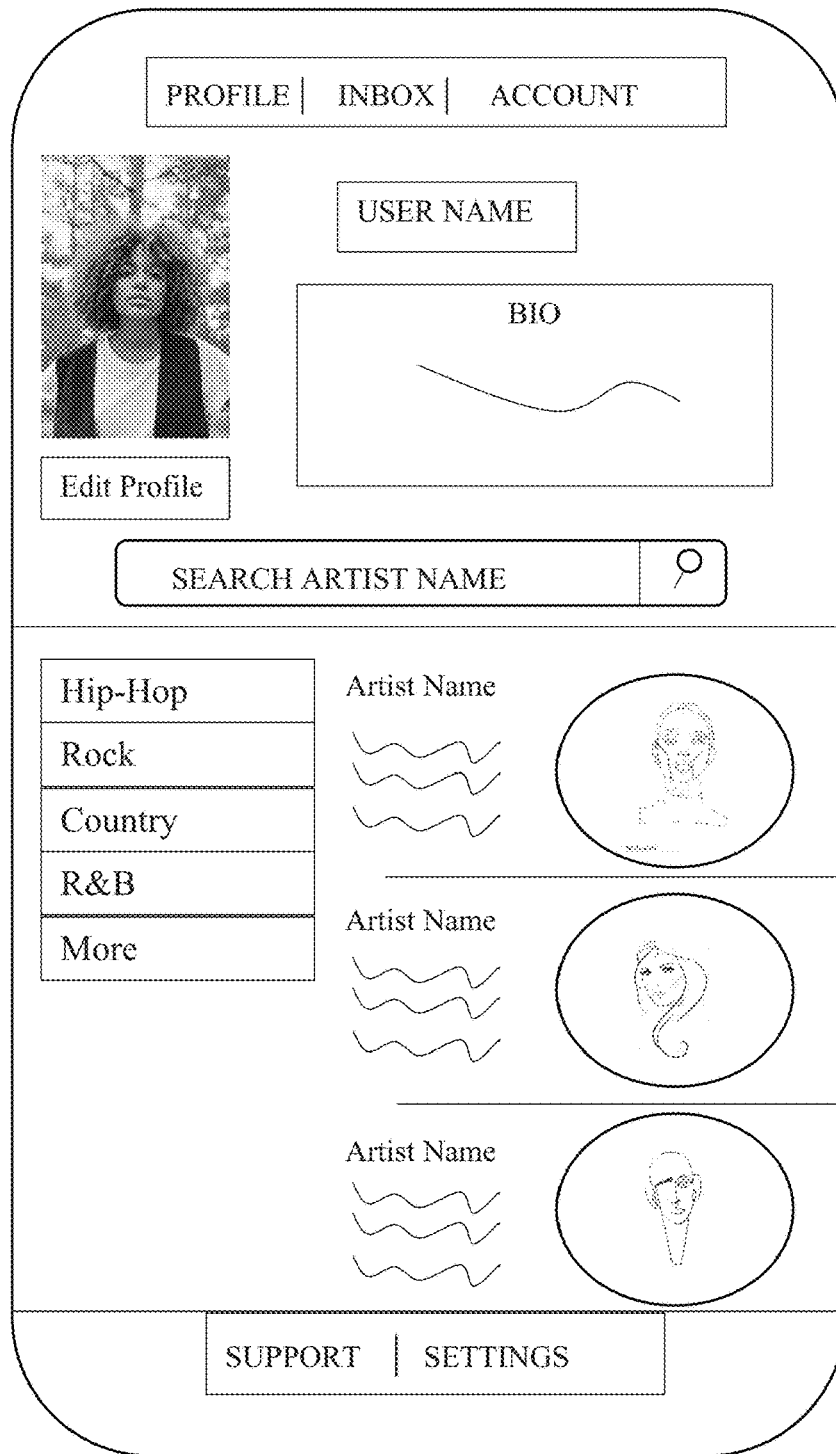 PROFILE | INBOX | ACCOUNT
USER NAME
BIO
Edit Profile
SEARCH ARTIST NAME
Hip-Hop
Rock
Country
R&B
More
Artist Name
Artist Name
Artist Name
SUPPORT | SETTINGS